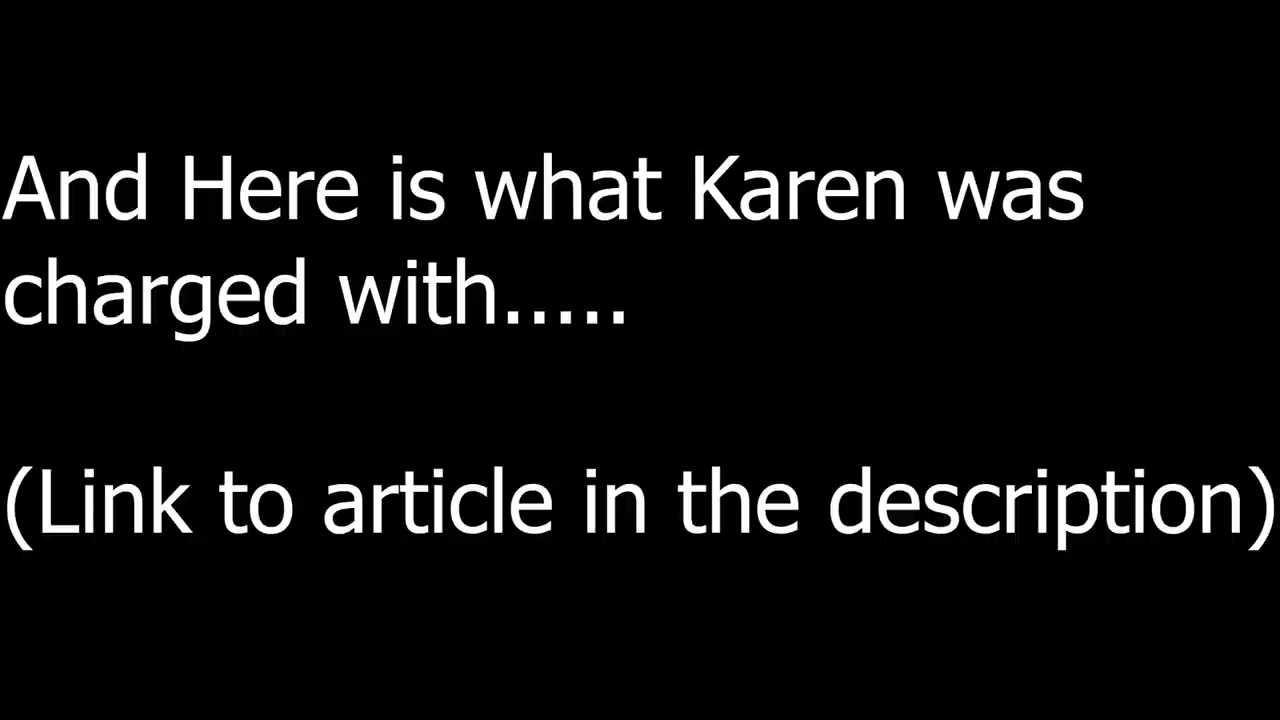 And Here is what Karen was
charged with.....
(Link to article in the description)